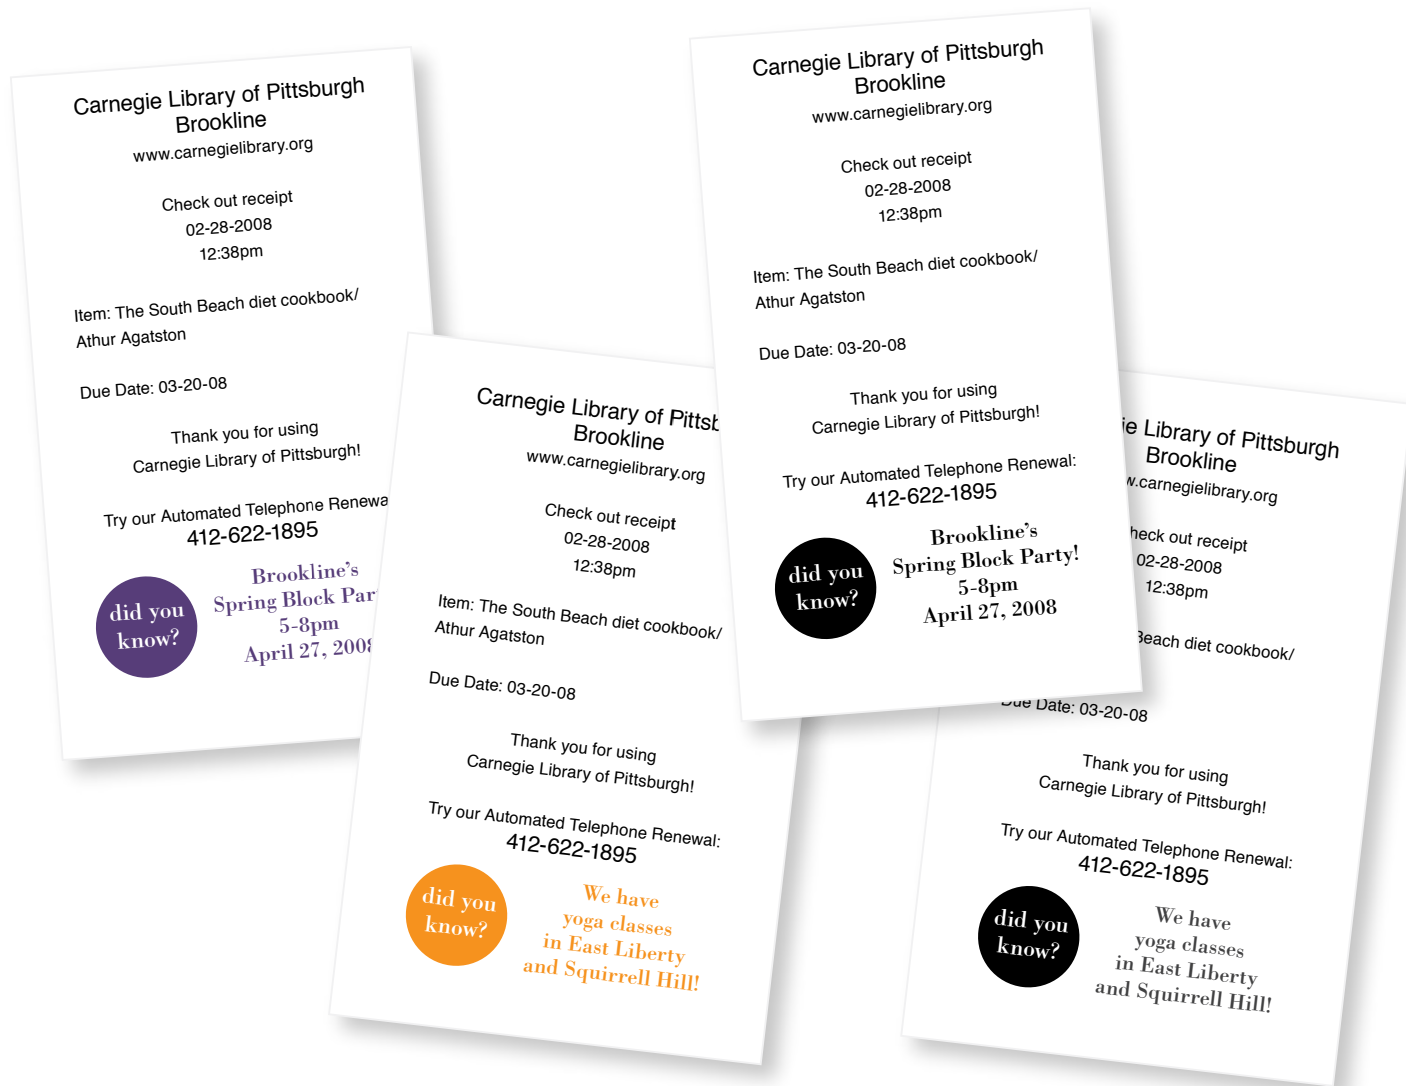 Carnegie Library of Pittsburgh
Brookline
www.carnegielibrary.org
Check out receipt
02-28-2008
12:38pm
Item: The South Beach diet cookbook/
Athur Agatston
Due Date: 03-20-08
Thank you for using
Carnegie Library of Pittsburgh!
Try our Automated Telephone Renewa
412-622-1895
did you
know?
Brookline's
Spring Block Par
5-8pm
April 27, 2008
Carnegie Library of Pittsb
Brookline
www.carnegielibrary.org
Check out receipt
02-28-2008
12:38pm
Item: The South Beach diet cookbook/
Athur Agatston
Due Date: 03-20-08
Thank you for using
Carnegie Library of Pittsburgh!
Try our Automated Telephone Renewal:
412-622-1895
did you
know?
We have
yoga classes
in East Liberty
and Squirrell Hill!
Carnegie Library of Pittsburgh
Brookline
www.carnegielibrary.org
Check out receipt
02-28-2008
12:38pm
Item: The South Beach diet cookbook/
Athur Agatston
Due Date: 03-20-08
Thank you for using
Carnegie Library of Pittsburgh!
Try our Automated Telephone Renewal:
412-622-1895
did you
know?
Brookline's
Spring Block Party!
5-8pm
April 27, 2008
ie Library of Pittsburgh
Brookline
w.carnegielibrary.org
heck out receipt
02-28-2008
12:38pm
Beach diet cookbook/
Due Date: 03-20-08
Thank you for using
Carnegie Library of Pittsburgh!
Try our Automated Telephone Renewal:
412-622-1895
did you
know?
We have
yoga classes
in East Liberty
and Squirrell Hill!